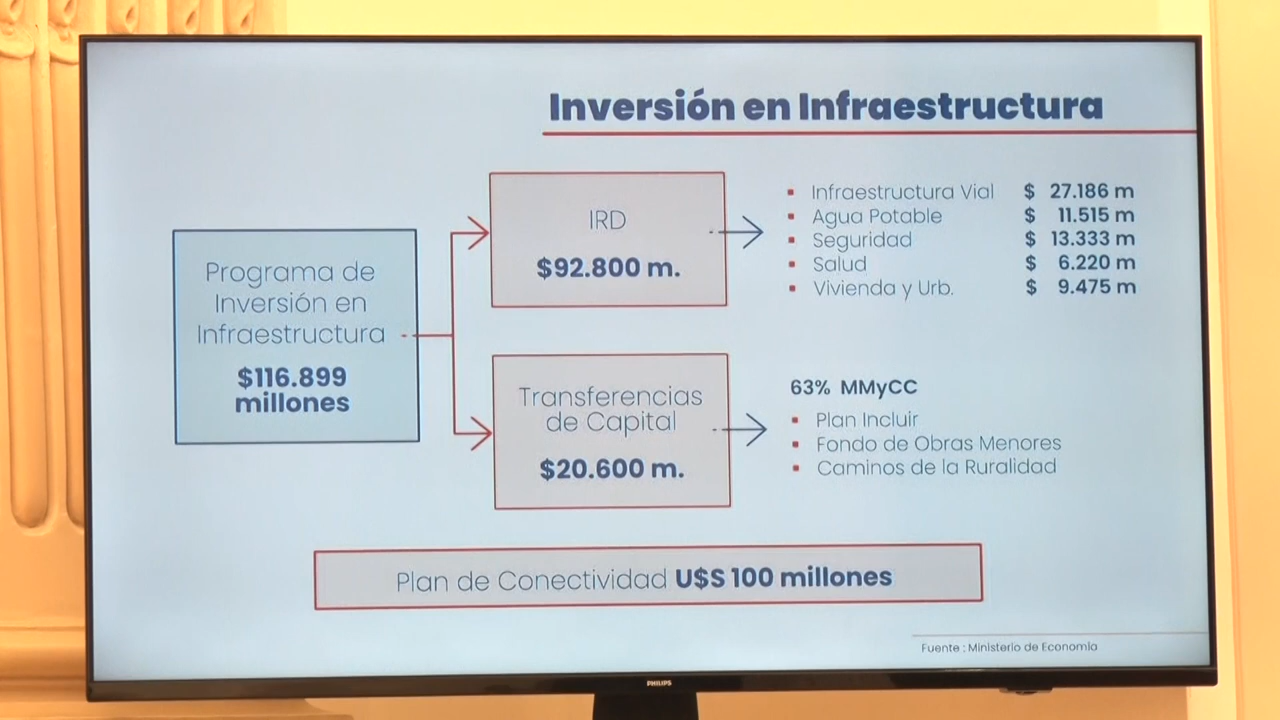 Inversión en Infraestructura
Programa de
Inversión en
Infraestructura
$116.899
millones
IRD
$92.800 m.
Infraestructura Vial $ 27.186 m
Agua Potable $ 11.515 m
Seguridad $ 13.333 m
Salud $ 6.220 m
Vivienda y Urb. $ 9.475 m
Transferencias
de Capital
$20.600 m.
63% MMyCC
Plan Incluir
Fondo de Obras Menores
Caminos de la Ruralidad
Plan de Conectividad U$S 100 millones
Fuente : Ministerio de Economía
PHILIPS